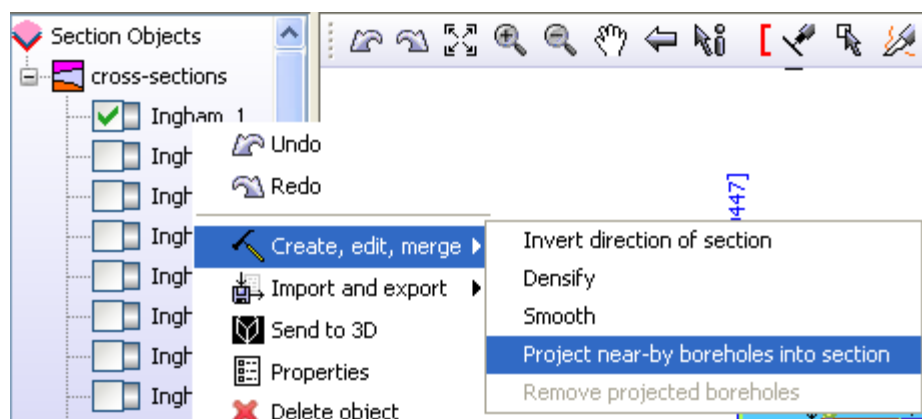 Section Objects
cross-sections
Ingham_1
Undo
Redo
Create, edit, merge
Import and export
Send to 3D
Properties
Delete object
Invert direction of section
Densify
Smooth
Project near-by boreholes into section
Remove projected boreholes
447]